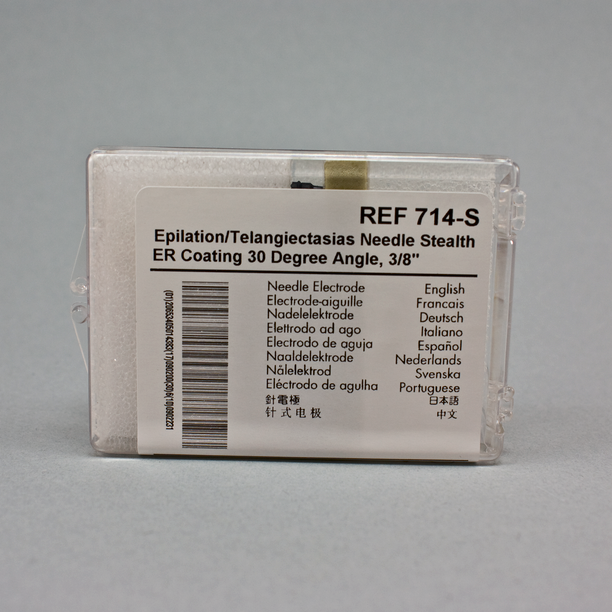 REF 714-S
Epilation/Telangiectasias Needle Stealth
ER Coating 30 Degree Angle, 3/8"
Needle Electrode English
Electrode-aiguille Francais
Nadelelektrode Deutsch
Elettrodo ad ago Italiano
Electrodo de aguja Español
Naaldelektrode Nederlands
Nålelektrod Svenska
Eléctrodo de agulha Portuguese
針電極 日本語
针式电极 中文